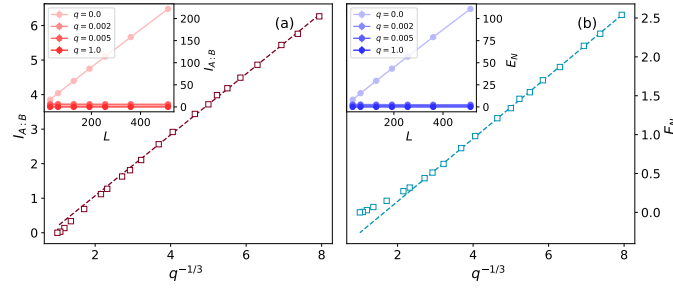 (a)
I_{A:B}
6
5
4
3
2
1
0
2
4
6
8
q^{-1/3}
q = 0.0
q = 0.002
q = 0.005
q = 1.0
200
150
100
50
0
I_{A:B}
200
400
L
(b)
E_N
2.5
2.0
1.5
1.0
0.5
0.0
2
4
6
8
q^{-1/3}
q = 0.0
q = 0.002
q = 0.005
q = 1.0
100
75
50
25
0
E_N
200
400
L